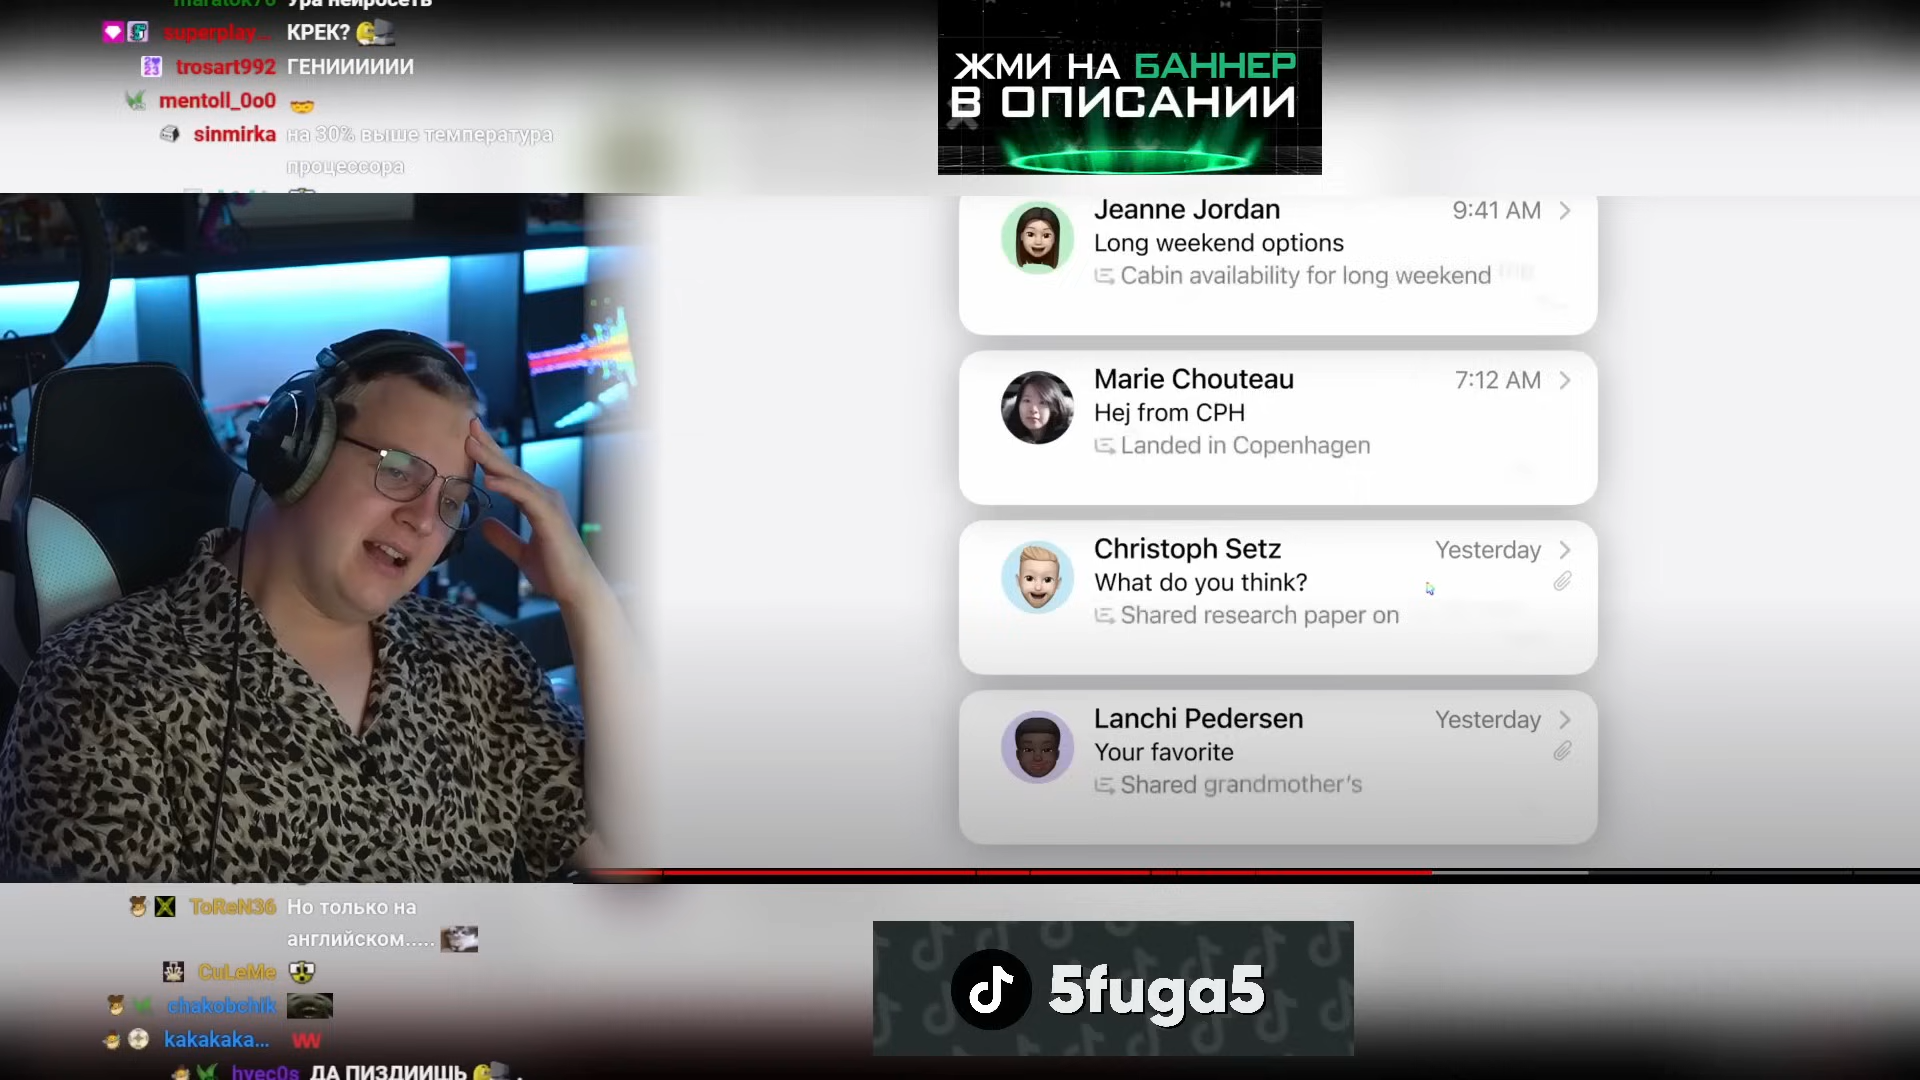 maratok76 Ура нейросеть
superplay... КРЕК?
trosart992 ГЕНИИИИИИ
mentoll_0o0
sinmirka на 30% выше температура
процессора
ЖМИ НА БАННЕР
В ОПИСАНИИ
Jeanne Jordan 9:41 AM
Long weekend options
Cabin availability for long weekend trip
Marie Chouteau 7:12 AM
Hej from CPH
Landed in Copenhagen
Christoph Setz Yesterday
What do you think?
Shared research paper on
Lanchi Pedersen Yesterday
Your favorite
Shared grandmother's
ToReN36 Но только на
английском.....
CuLeMe
chakobchik
kakakaka...
hvec0s ДА ПИЗДИИШЬ
5fuga5